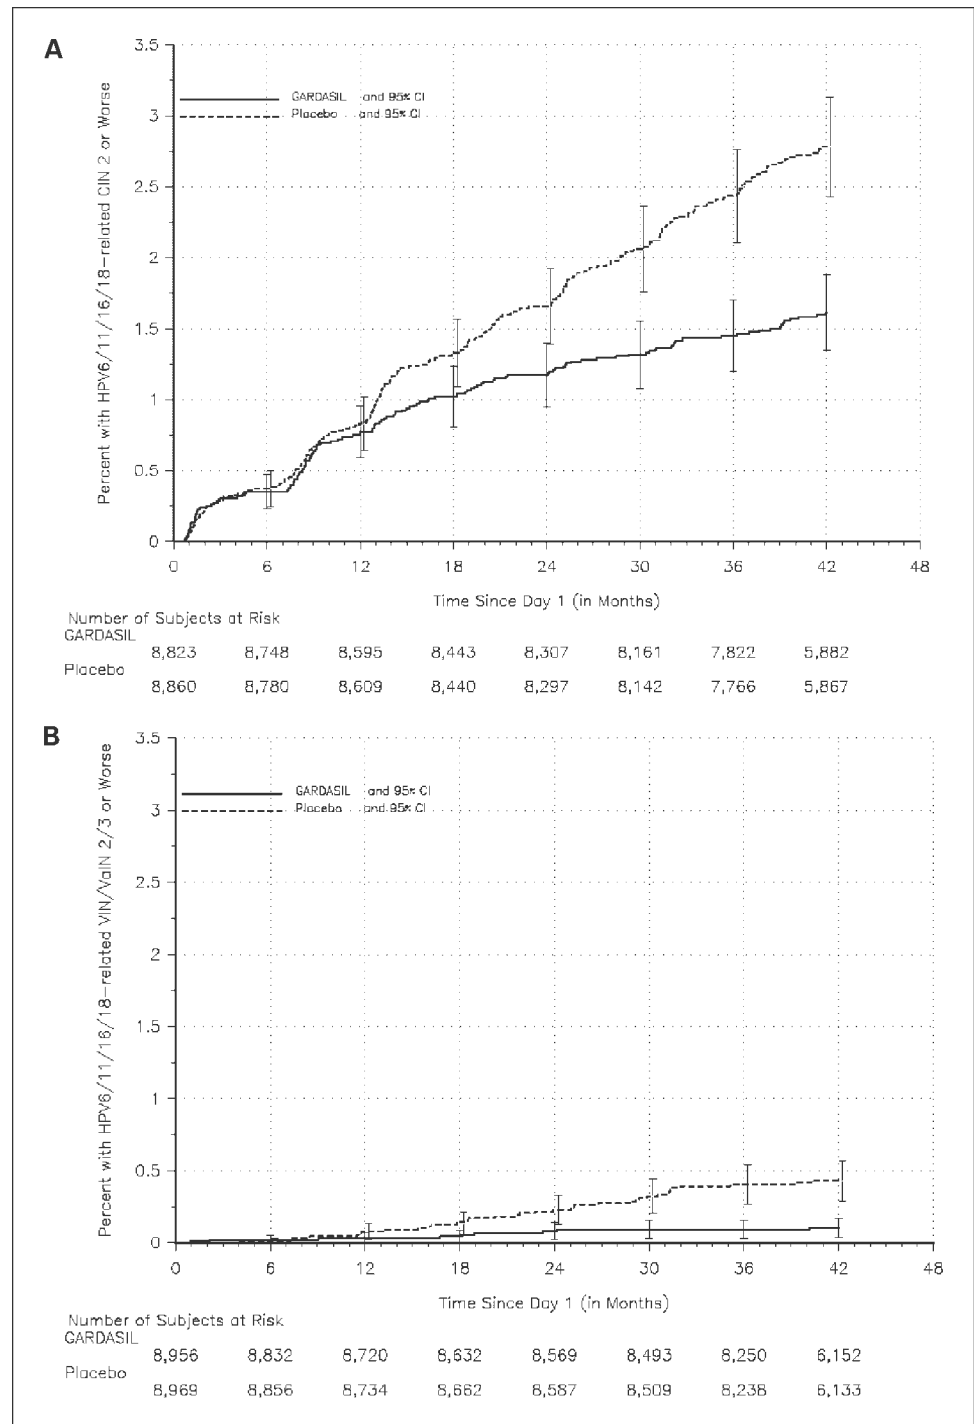 A
Percent with HPV6/11/16/18-related CIN 2 or Worse
3.5
3
2.5
2
1.5
1
0.5
0
GARDASIL and 95% CI
Placebo and 95% CI
0 6 12 18 24 30 36 42 48
Time Since Day 1 (in Months)
Number of Subjects at Risk
GARDASIL
8,823 8,748 8,595 8,443 8,307 8,161 7,822 5,882
Placebo
8,860 8,780 8,609 8,440 8,297 8,142 7,766 5,867
B
Percent with HPV6/11/16/18-related VIN/VaIN 2/3 or Worse
3.5
3
2.5
2
1.5
1
0.5
0
GARDASIL and 95% CI
Placebo and 95% CI
0 6 12 18 24 30 36 42 48
Time Since Day 1 (in Months)
Number of Subjects at Risk
GARDASIL
8,956 8,832 8,720 8,632 8,569 8,493 8,250 6,152
Placebo
8,969 8,856 8,734 8,662 8,587 8,509 8,238 6,133